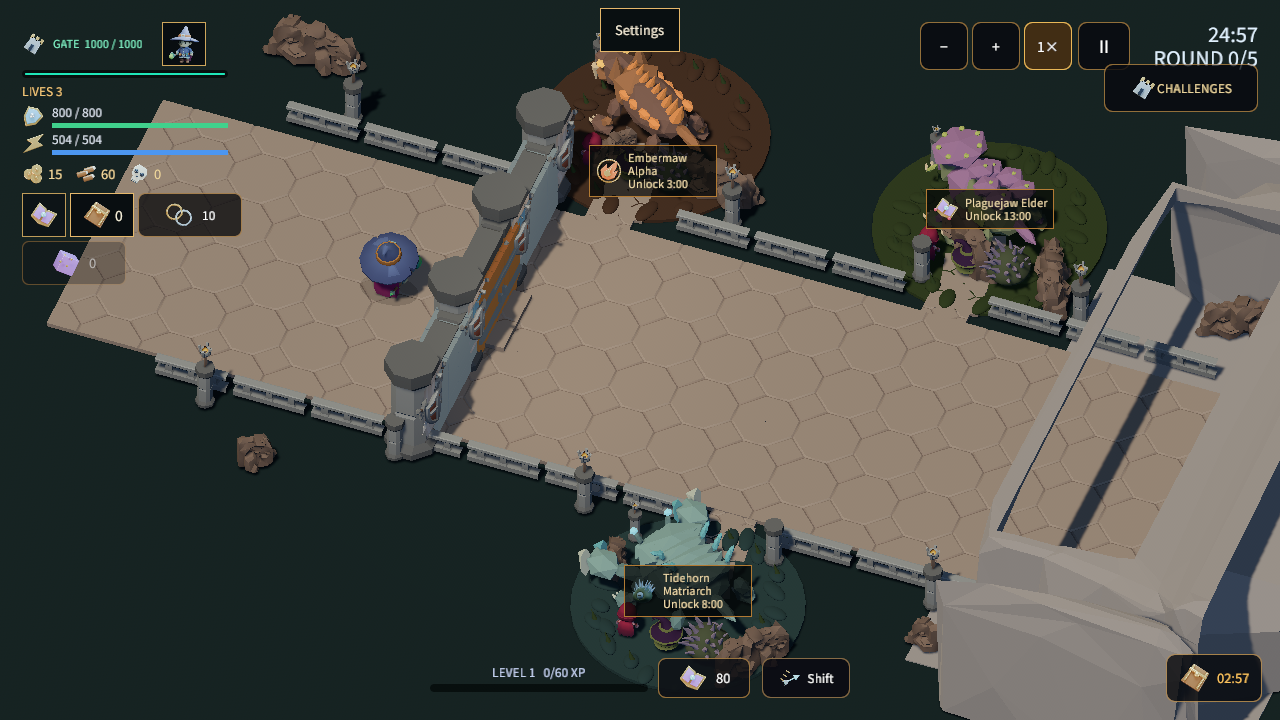 GATE 1000 / 1000
Settings
−
+
1×
24:57
ROUND 0/5
CHALLENGES
LIVES 3
800 / 800
504 / 504
15
60
0
0
10
0
Embermaw
Alpha
Unlock 3:00
Plaguejaw Elder
Unlock 13:00
Tidehorn
Matriarch
Unlock 8:00
LEVEL 1 0/60 XP
80
Shift
02:57